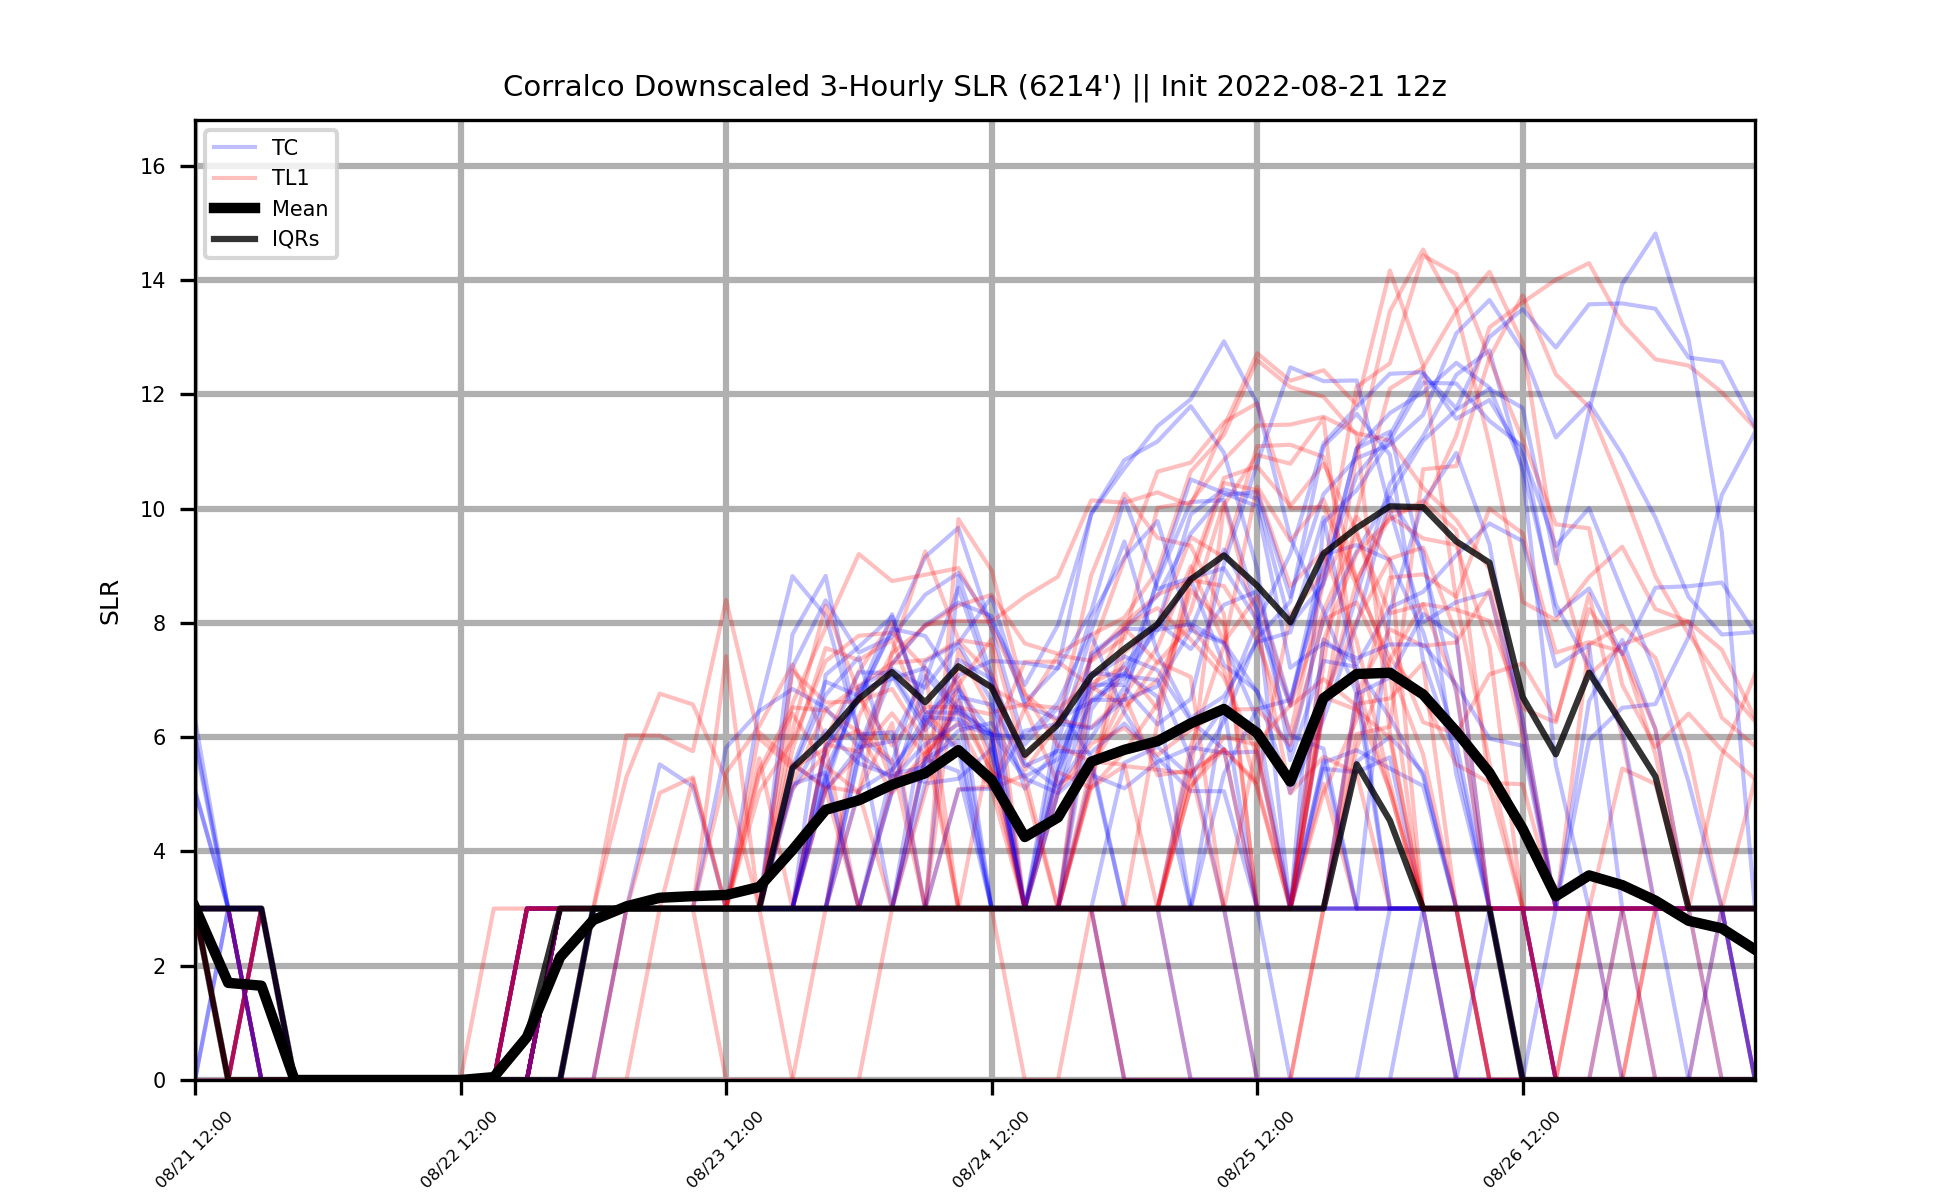 Corralco Downscaled 3-Hourly SLR (6214') || Init 2022-08-21 12z
TC
TL1
Mean
IQRs
SLR
16
14
12
10
8
6
4
2
0
08/21 12:00
08/22 12:00
08/23 12:00
08/24 12:00
08/25 12:00
08/26 12:00